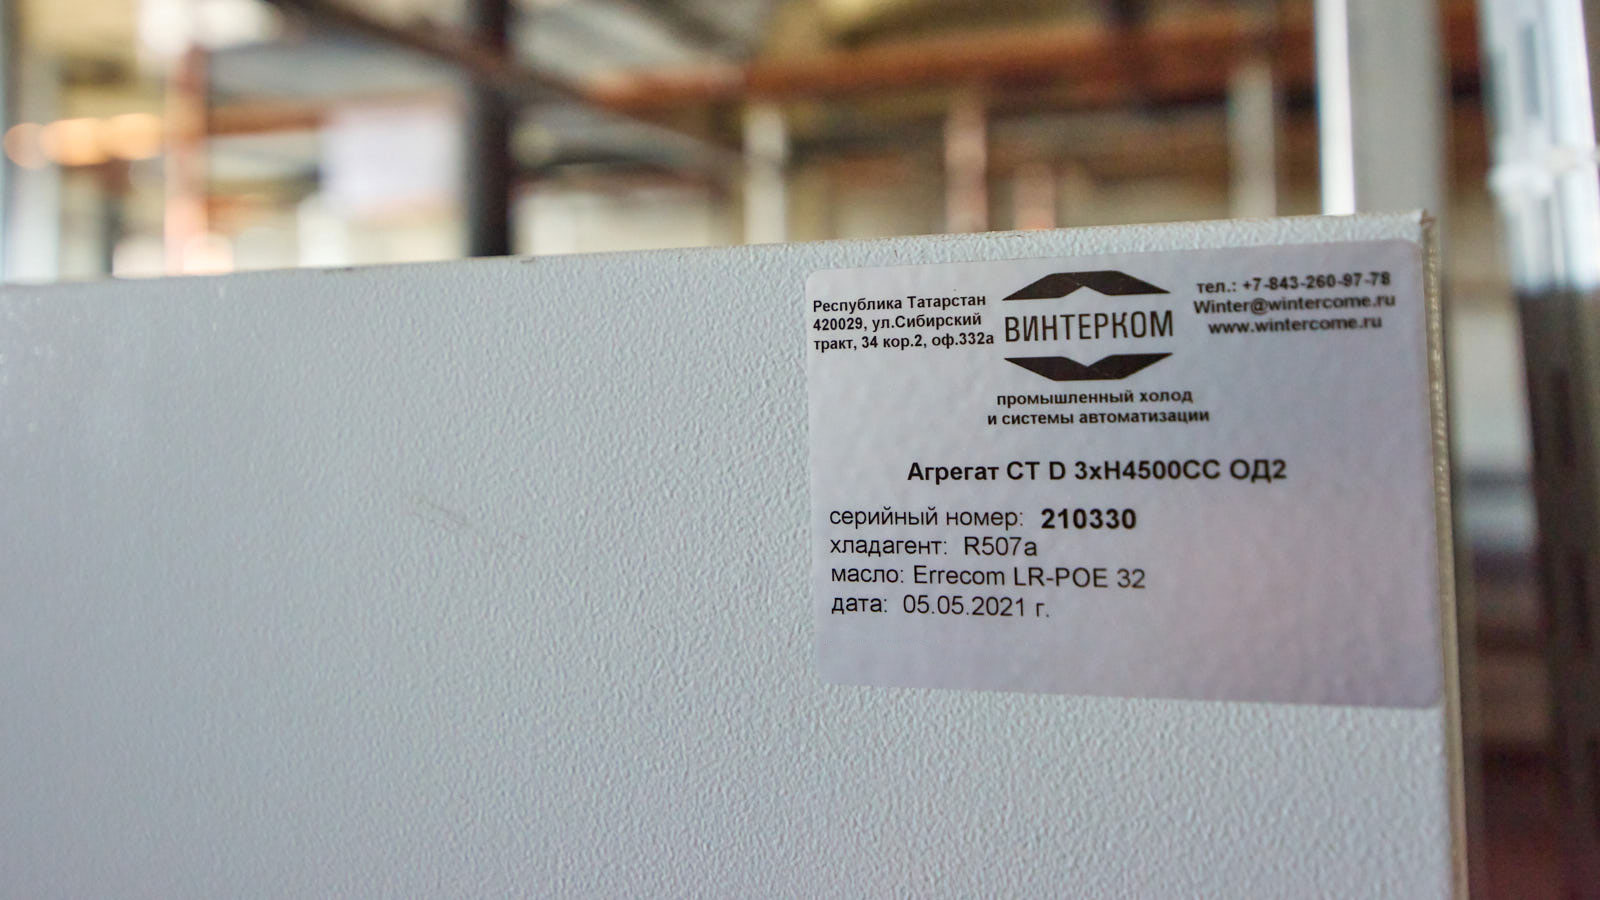 Республика Татарстан
420029, ул.Сибирский
тракт, 34 кор.2, оф.332а
ВИНТЕРКОМ
промышленный холод
и системы автоматизации
тел.: +7-843-260-97-78
Winter@wintercome.ru
www.wintercome.ru
Агрегат СТ D 3хН4500СС ОД2
серийный номер: 210330
хладагент: R507a
масло: Errecom LR-POE 32
дата: 05.05.2021 г.